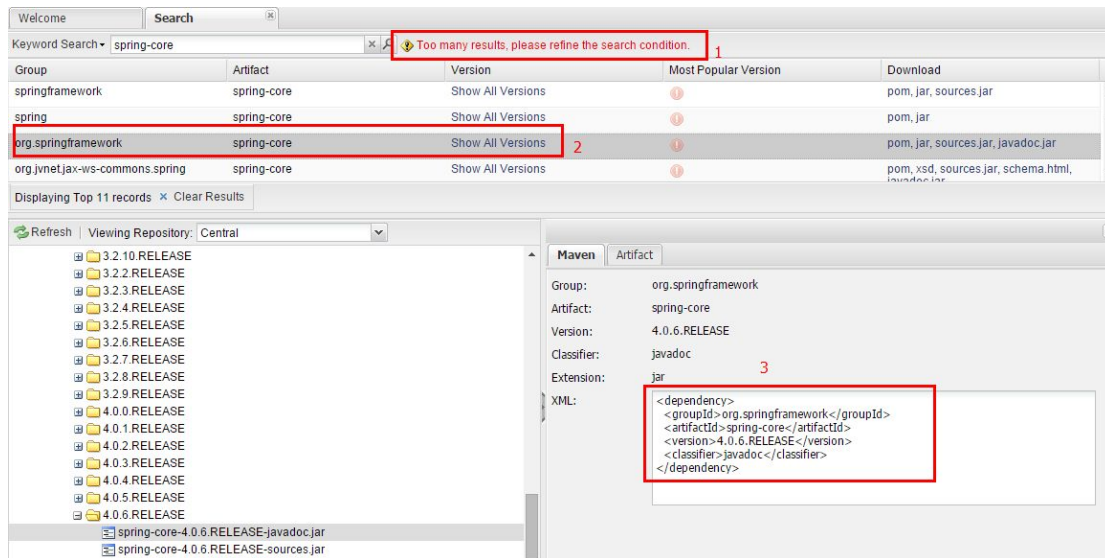 Welcome Search
Keyword Search spring-core Too many results, please refine the search condition. 1
Group Artifact Version Most Popular Version Download
springframework spring-core Show All Versions pom, jar, sources.jar
spring spring-core Show All Versions pom, jar
org.springframework spring-core Show All Versions 2 pom, jar, sources.jar, javadoc.jar
org.jvnet.jax-ws-commons.spring spring-core Show All Versions pom, xsd, sources.jar, schema.html,
javadoc.jar
Displaying Top 11 records Clear Results
Refresh Viewing Repository: Central
3.2.10.RELEASE
3.2.2.RELEASE
3.2.3.RELEASE
3.2.4.RELEASE
3.2.5.RELEASE
3.2.6.RELEASE
3.2.7.RELEASE
3.2.8.RELEASE
3.2.9.RELEASE
4.0.0.RELEASE
4.0.1.RELEASE
4.0.2.RELEASE
4.0.3.RELEASE
4.0.4.RELEASE
4.0.5.RELEASE
4.0.6.RELEASE
spring-core-4.0.6.RELEASE-javadoc.jar
spring-core-4.0.6.RELEASE-sources.jar
Maven Artifact
Group: org.springframework
Artifact: spring-core
Version: 4.0.6.RELEASE
Classifier: javadoc
Extension: jar
3
XML:
<dependency>
<groupId>org.springframework</groupId>
<artifactId>spring-core</artifactId>
<version>4.0.6.RELEASE</version>
<classifier>javadoc</classifier>
</dependency>